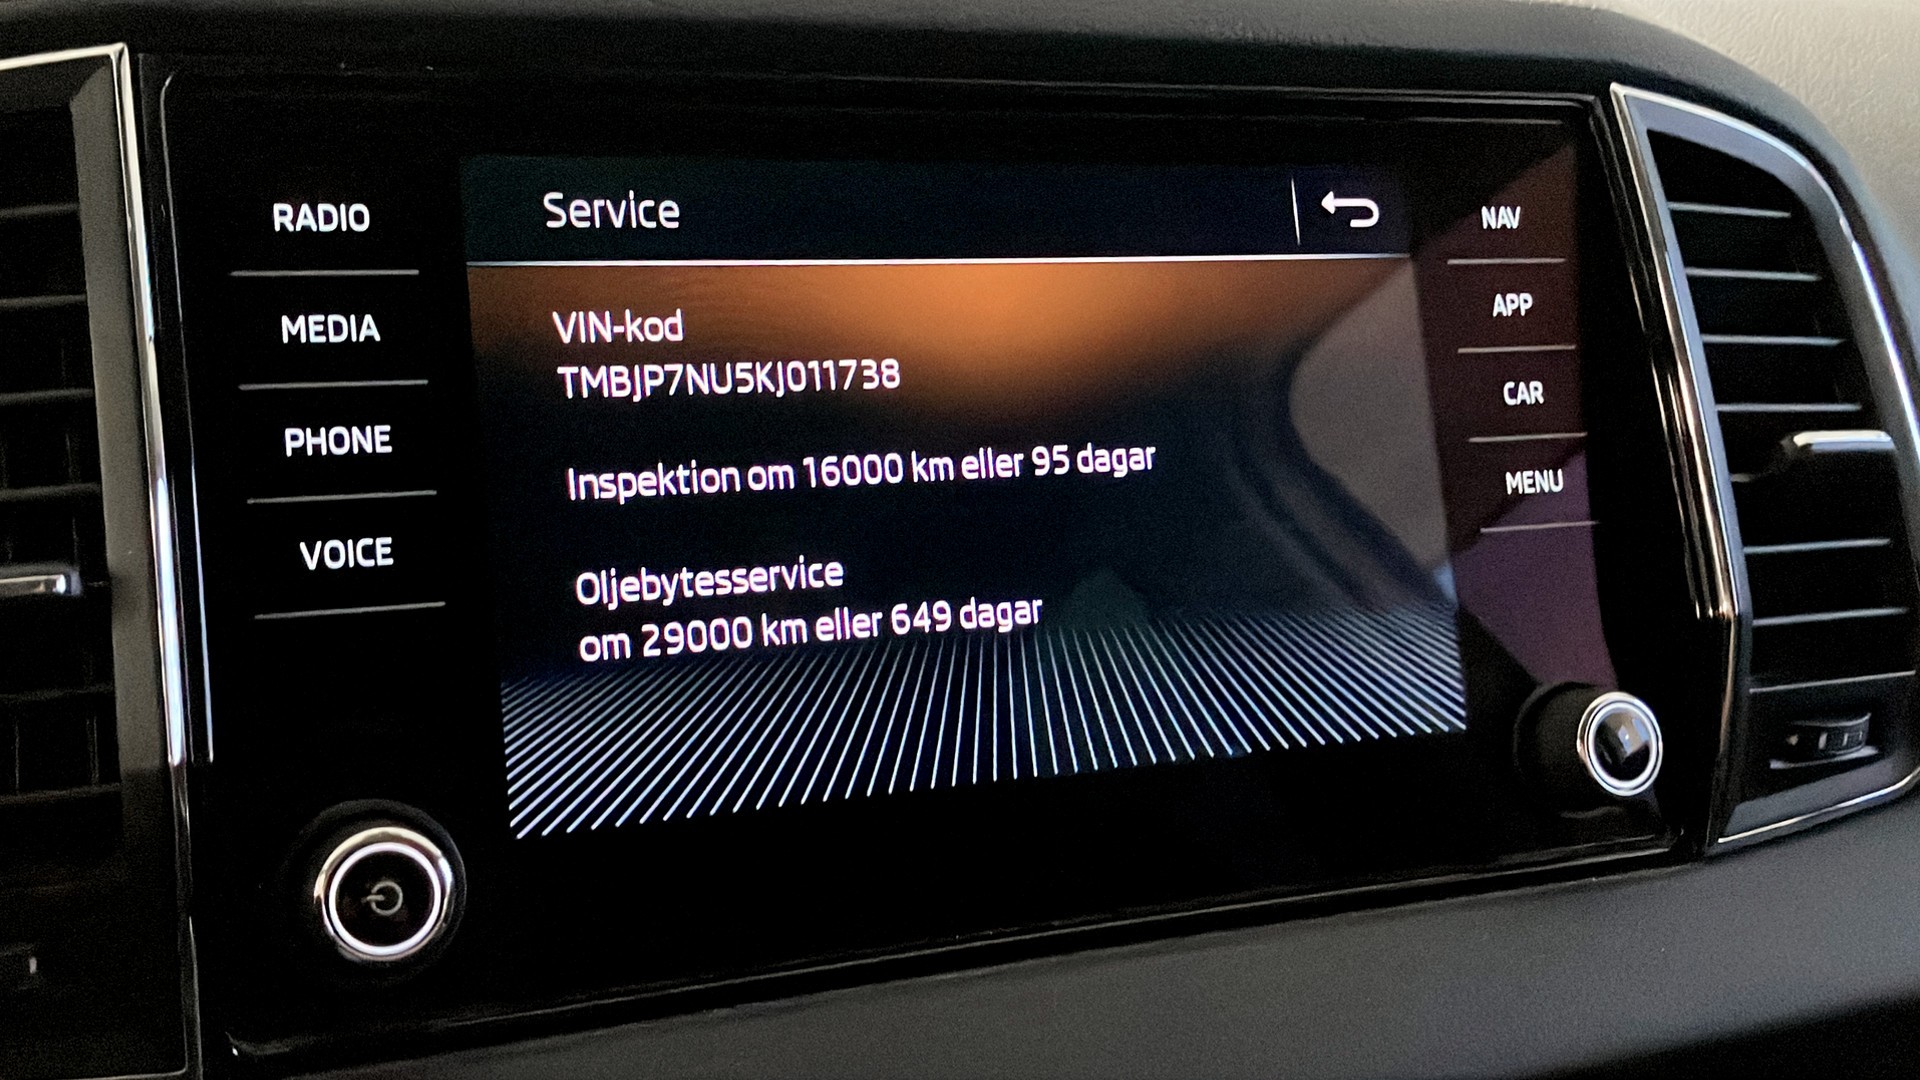 RADIO
MEDIA
PHONE
VOICE
Service
VIN-kod
TMBJP7NU5KJ011738
Inspektion om 16000 km eller 95 dagar
Oljebytesservice
om 29000 km eller 649 dagar
NAV
APP
CAR
MENU